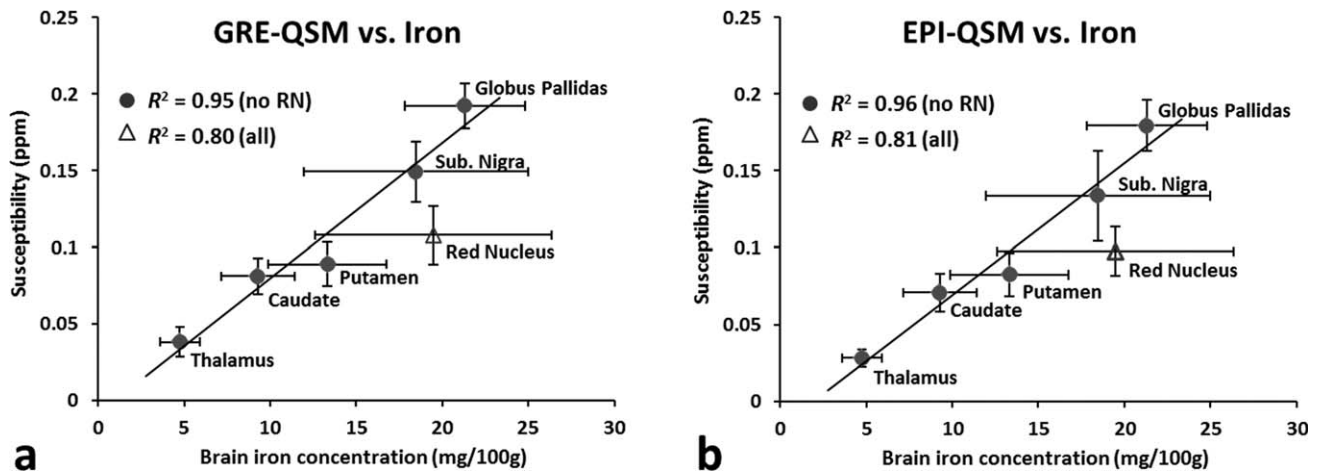 GRE-QSM vs. Iron
0.25
0.2
0.15
0.1
0.05
0
Susceptibility (ppm)
R² = 0.95 (no RN)
R² = 0.80 (all)
Globus Pallidas
Sub. Nigra
Red Nucleus
Putamen
Caudate
Thalamus
0 5 10 15 20 25 30
Brain iron concentration (mg/100g)
a
EPI-QSM vs. Iron
0.25
0.2
0.15
0.1
0.05
0
Susceptibility (ppm)
R² = 0.96 (no RN)
R² = 0.81 (all)
Globus Pallidas
Sub. Nigra
Red Nucleus
Putamen
Caudate
Thalamus
0 5 10 15 20 25 30
Brain iron concentration (mg/100g)
b